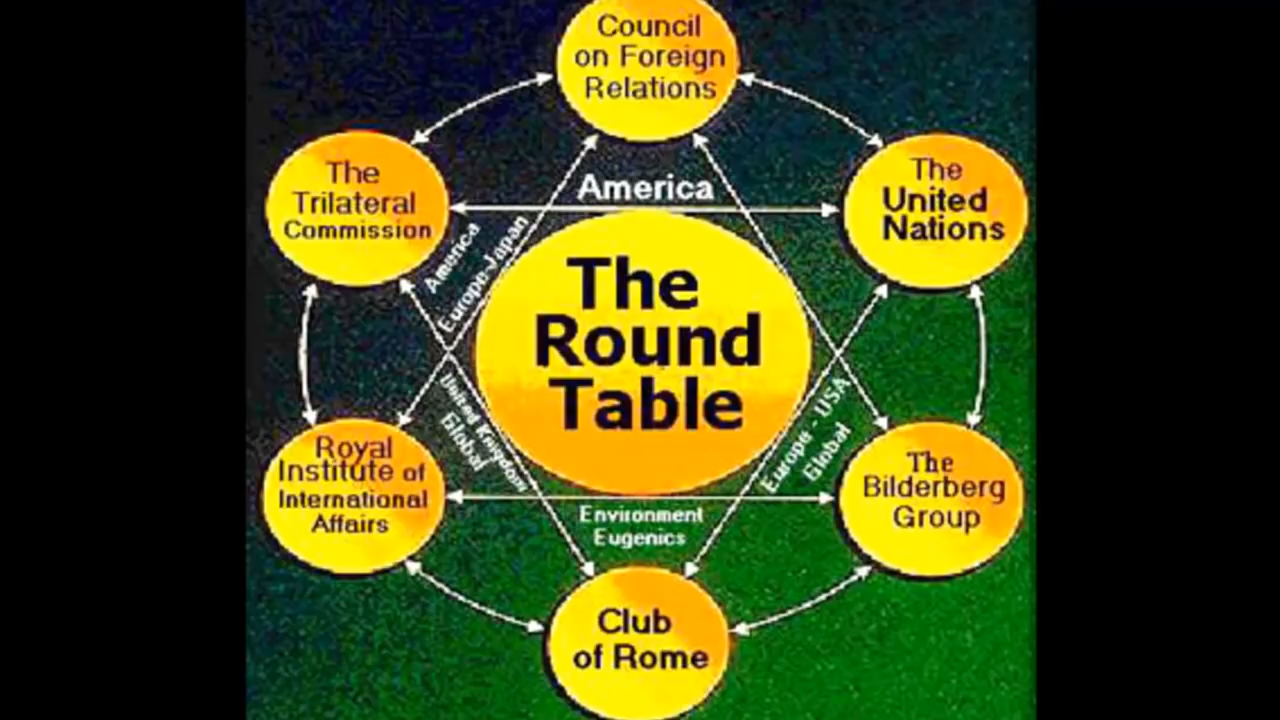 Council
on Foreign
Relations
The
Trilateral
Commission
The
United
Nations
America
America
Europe-Japan
The
Round
Table
United Kingdom
Global
Europe - USA
Global
Royal
Institute of
International
Affairs
The
Bilderberg
Group
Environment
Eugenics
Club
of Rome